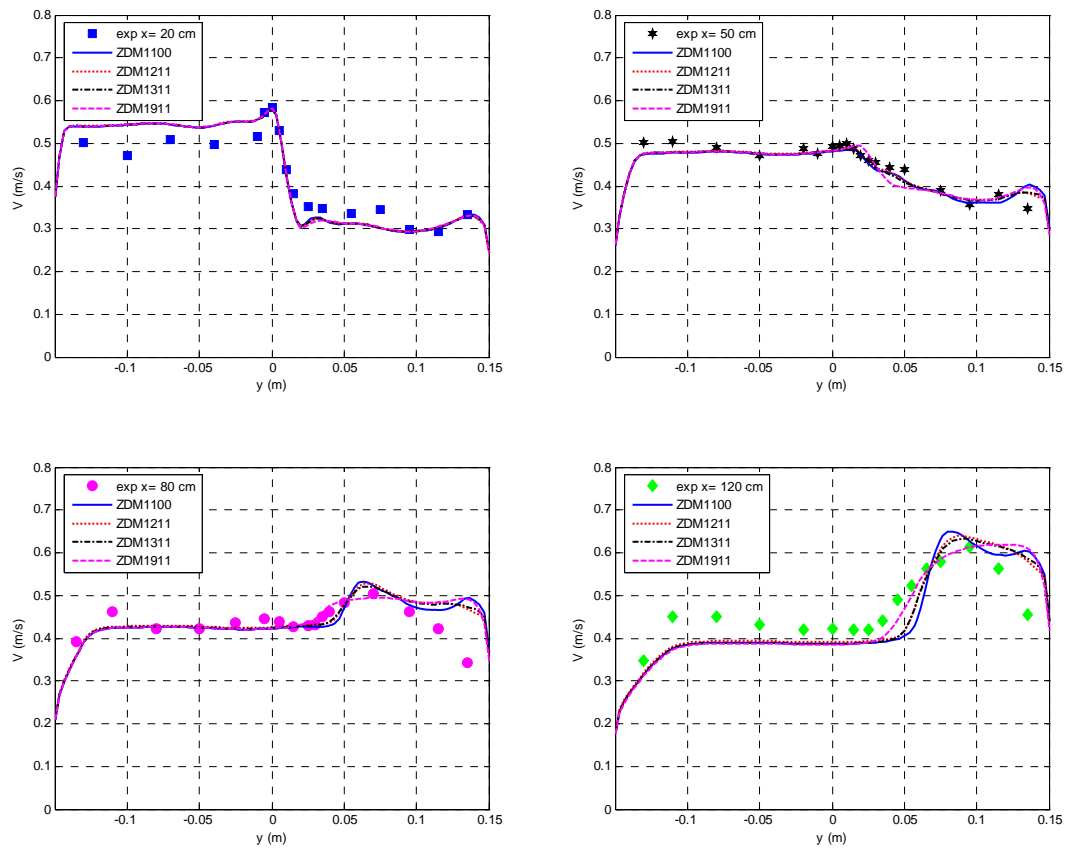 0.8
0.7
0.6
0.5
0.4
0.3
0.2
0.1
0
V (m/s)
exp x= 20 cm
ZDM1100
ZDM1211
ZDM1311
ZDM1911
-0.1
-0.05
0
0.05
0.1
0.15
y (m)
0.8
0.7
0.6
0.5
0.4
0.3
0.2
0.1
0
V (m/s)
exp x= 50 cm
ZDM1100
ZDM1211
ZDM1311
ZDM1911
-0.1
-0.05
0
0.05
0.1
0.15
y (m)
0.8
0.7
0.6
0.5
0.4
0.3
0.2
0.1
0
V (m/s)
exp x= 80 cm
ZDM1100
ZDM1211
ZDM1311
ZDM1911
-0.1
-0.05
0
0.05
0.1
0.15
y (m)
0.8
0.7
0.6
0.5
0.4
0.3
0.2
0.1
0
V (m/s)
exp x= 120 cm
ZDM1100
ZDM1211
ZDM1311
ZDM1911
-0.1
-0.05
0
0.05
0.1
0.15
y (m)